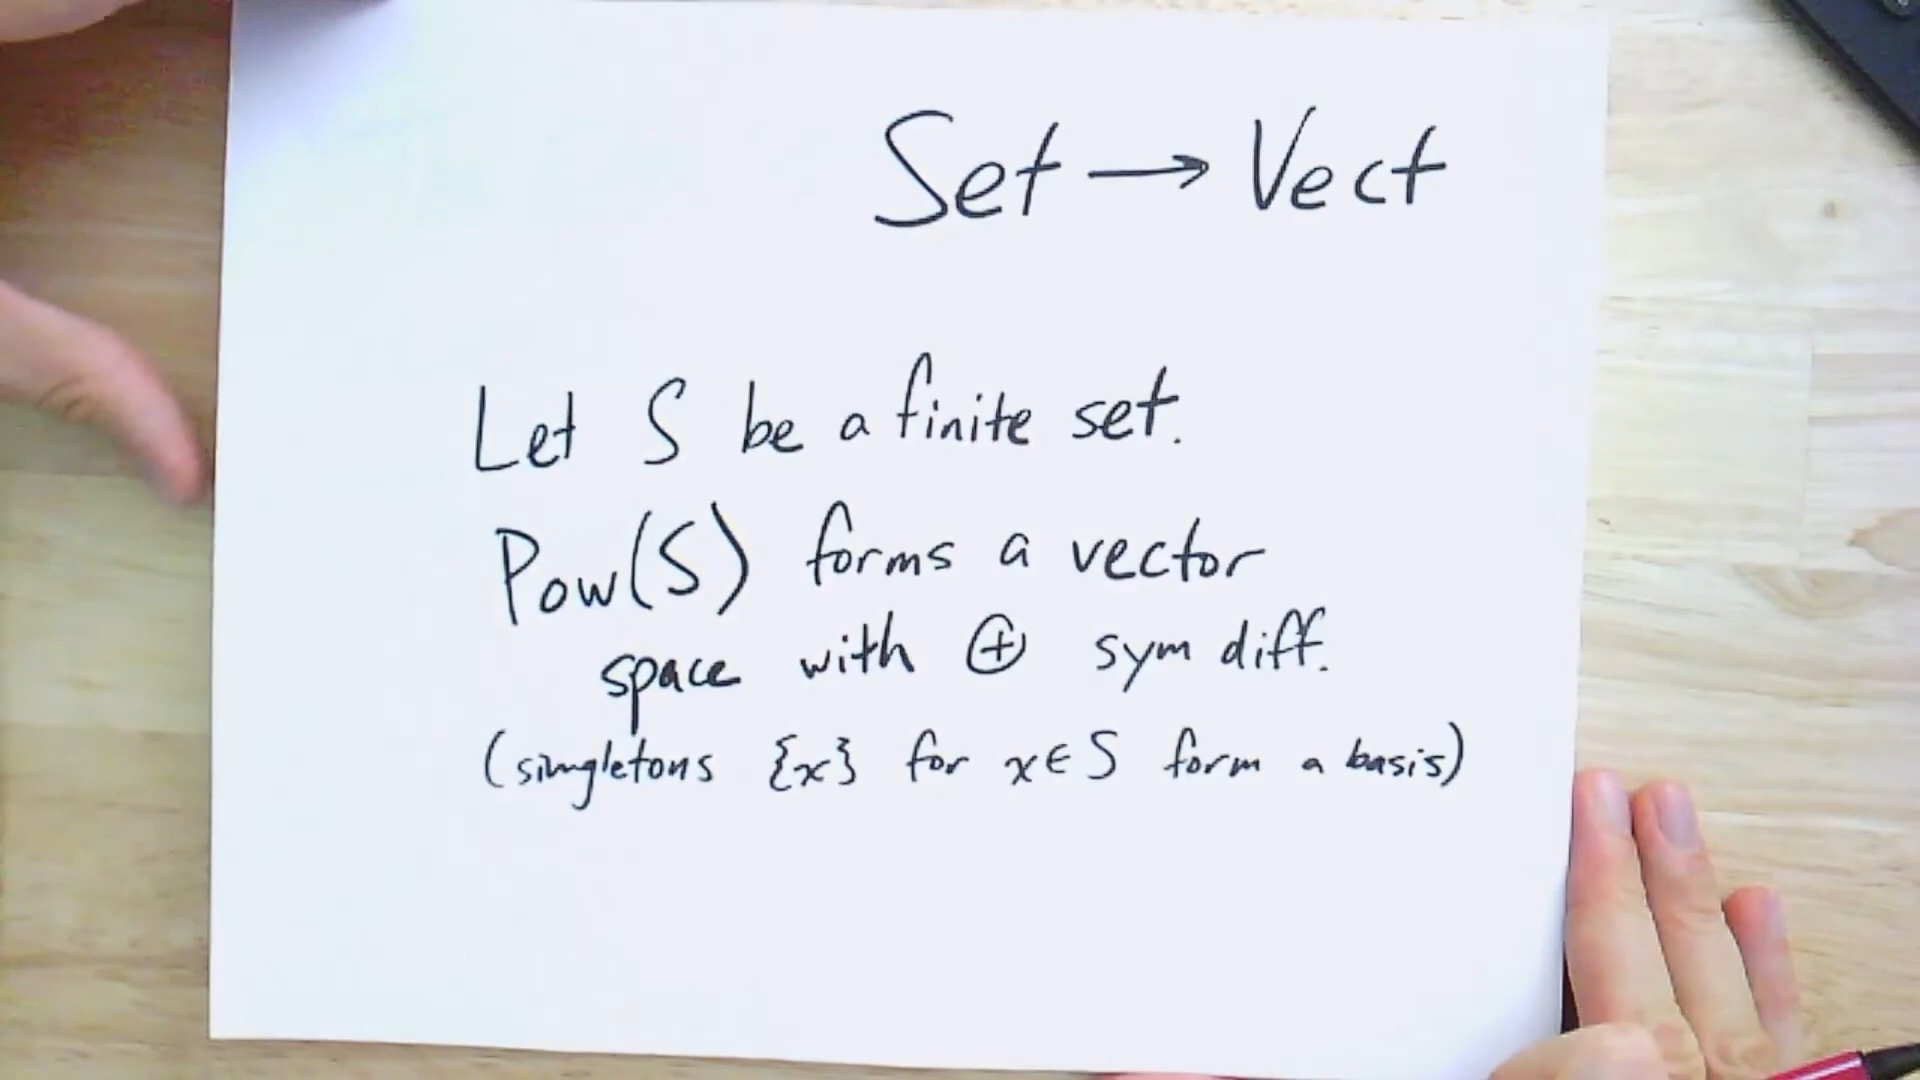 Set → Vect
Let S be a finite set.
Pow(S) forms a vector
space with ⊕ sym diff.
(singletons {x} for x∈S form a basis)